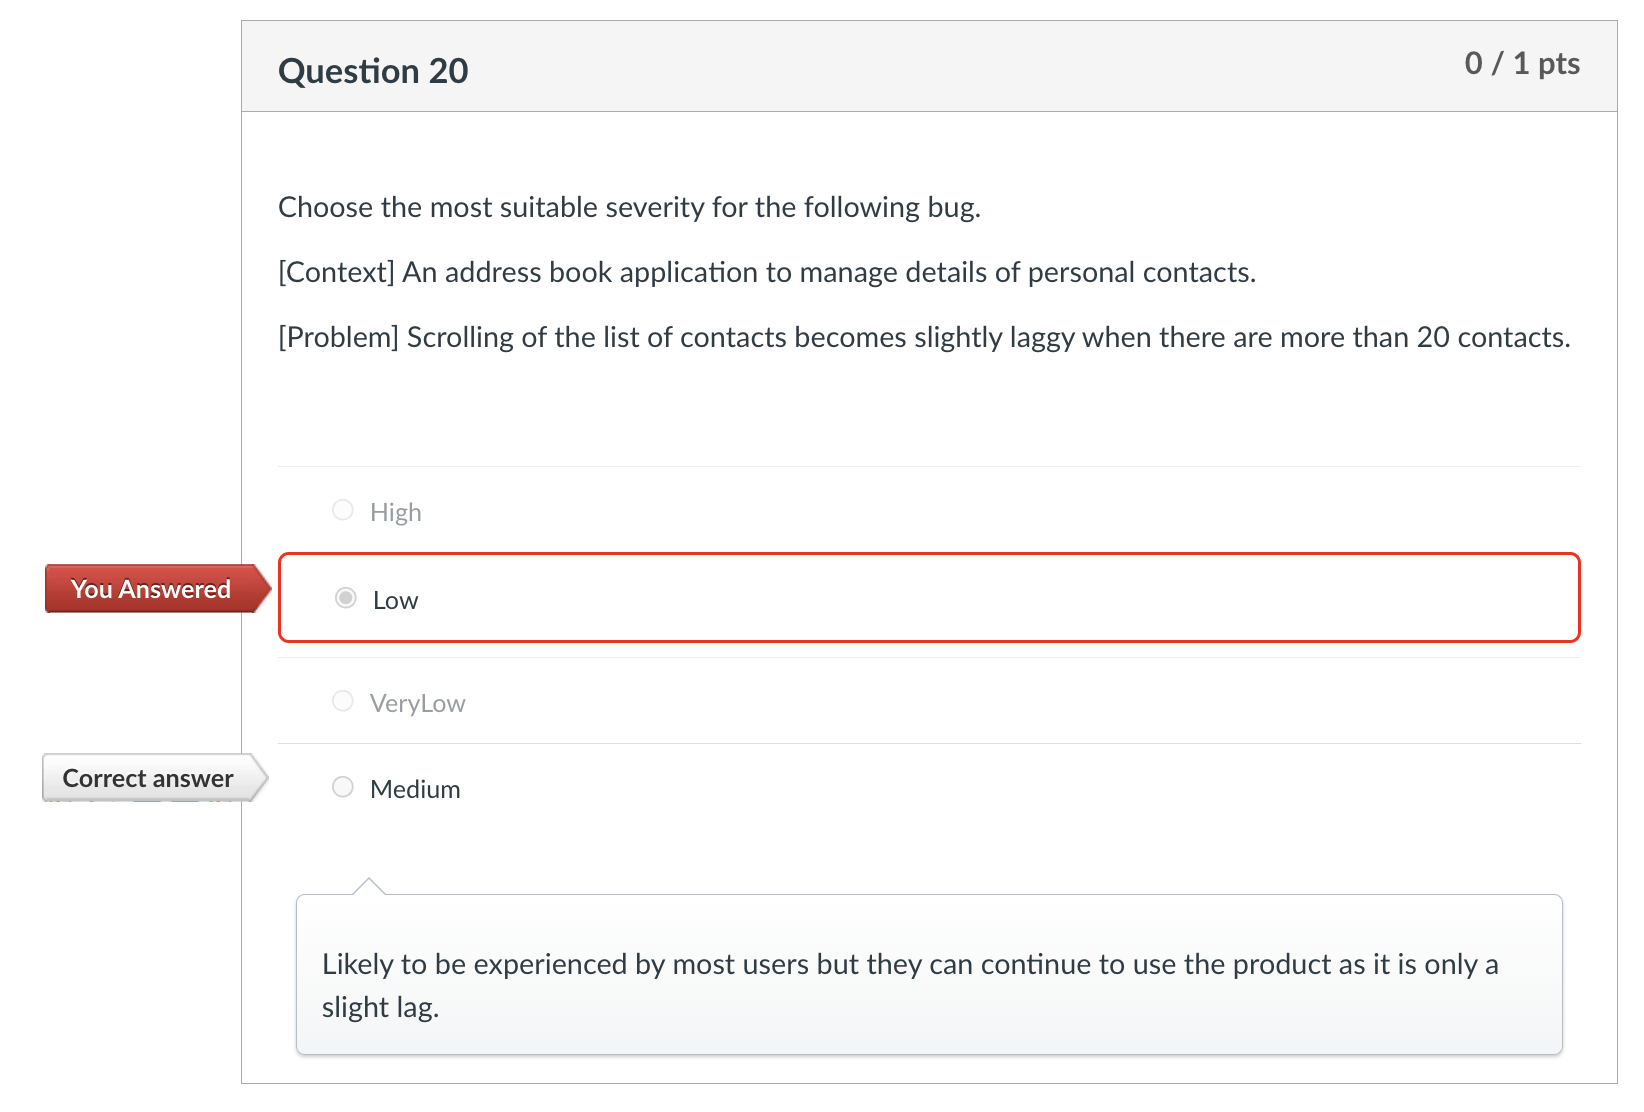 Question 20
0 / 1 pts
Choose the most suitable severity for the following bug.
[Context] An address book application to manage details of personal contacts.
[Problem] Scrolling of the list of contacts becomes slightly laggy when there are more than 20 contacts.
High
You Answered
Low
VeryLow
Correct answer
Medium
Likely to be experienced by most users but they can continue to use the product as it is only a
slight lag.